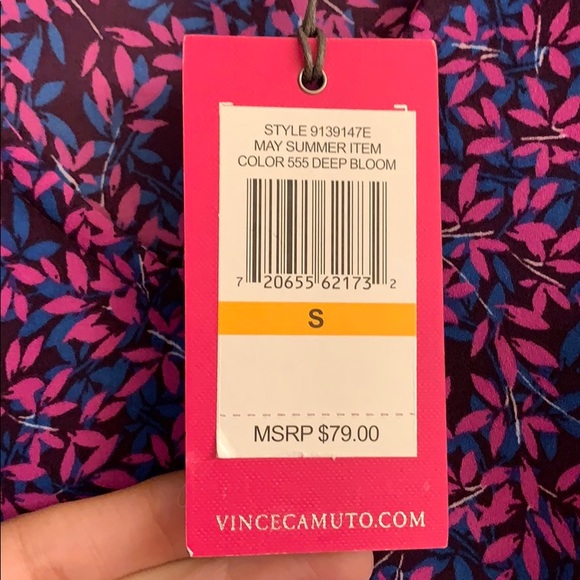 STYLE 9139147E
MAY SUMMER ITEM
COLOR 555 DEEP BLOOM
7 20655 62173 2
S
MSRP $79.00
VINCECAMUTO.COM